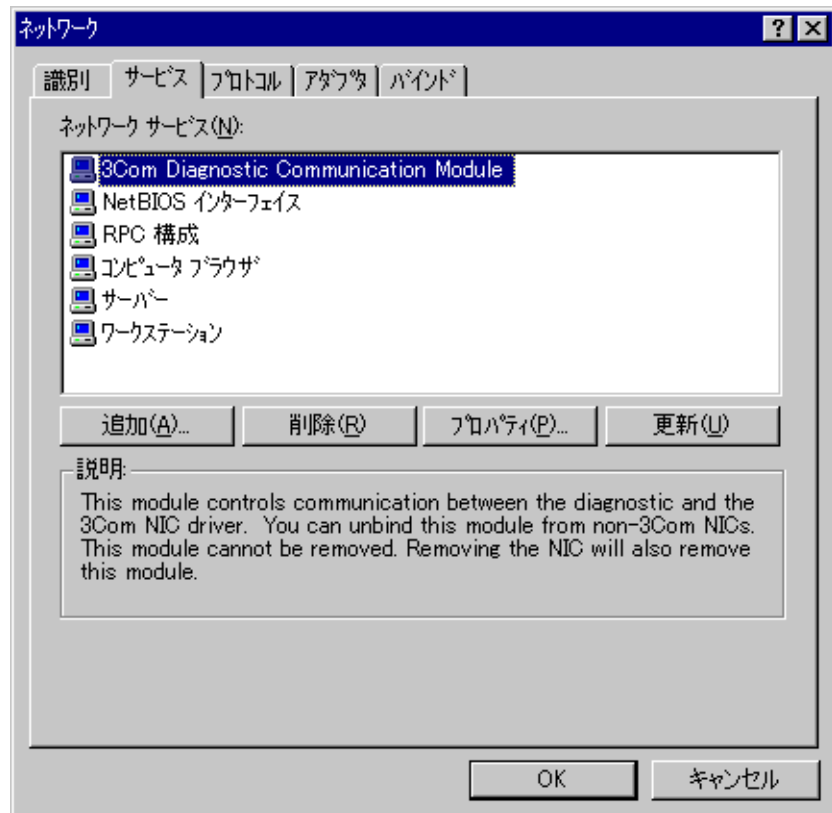 ネットワーク
識別 サービス プロトコル アダプタ バインド
ネットワーク サービス(N):
3Com Diagnostic Communication Module
NetBIOS インターフェイス
RPC 構成
コンピュータ ブラウザ
サーバー
ワークステーション
追加(A)... 削除(R) プロパティ(P)... 更新(U)
説明:
This module controls communication between the diagnostic and the
3Com NIC driver. You can unbind this module from non-3Com NICs.
This module cannot be removed. Removing the NIC will also remove
this module.
OK キャンセル